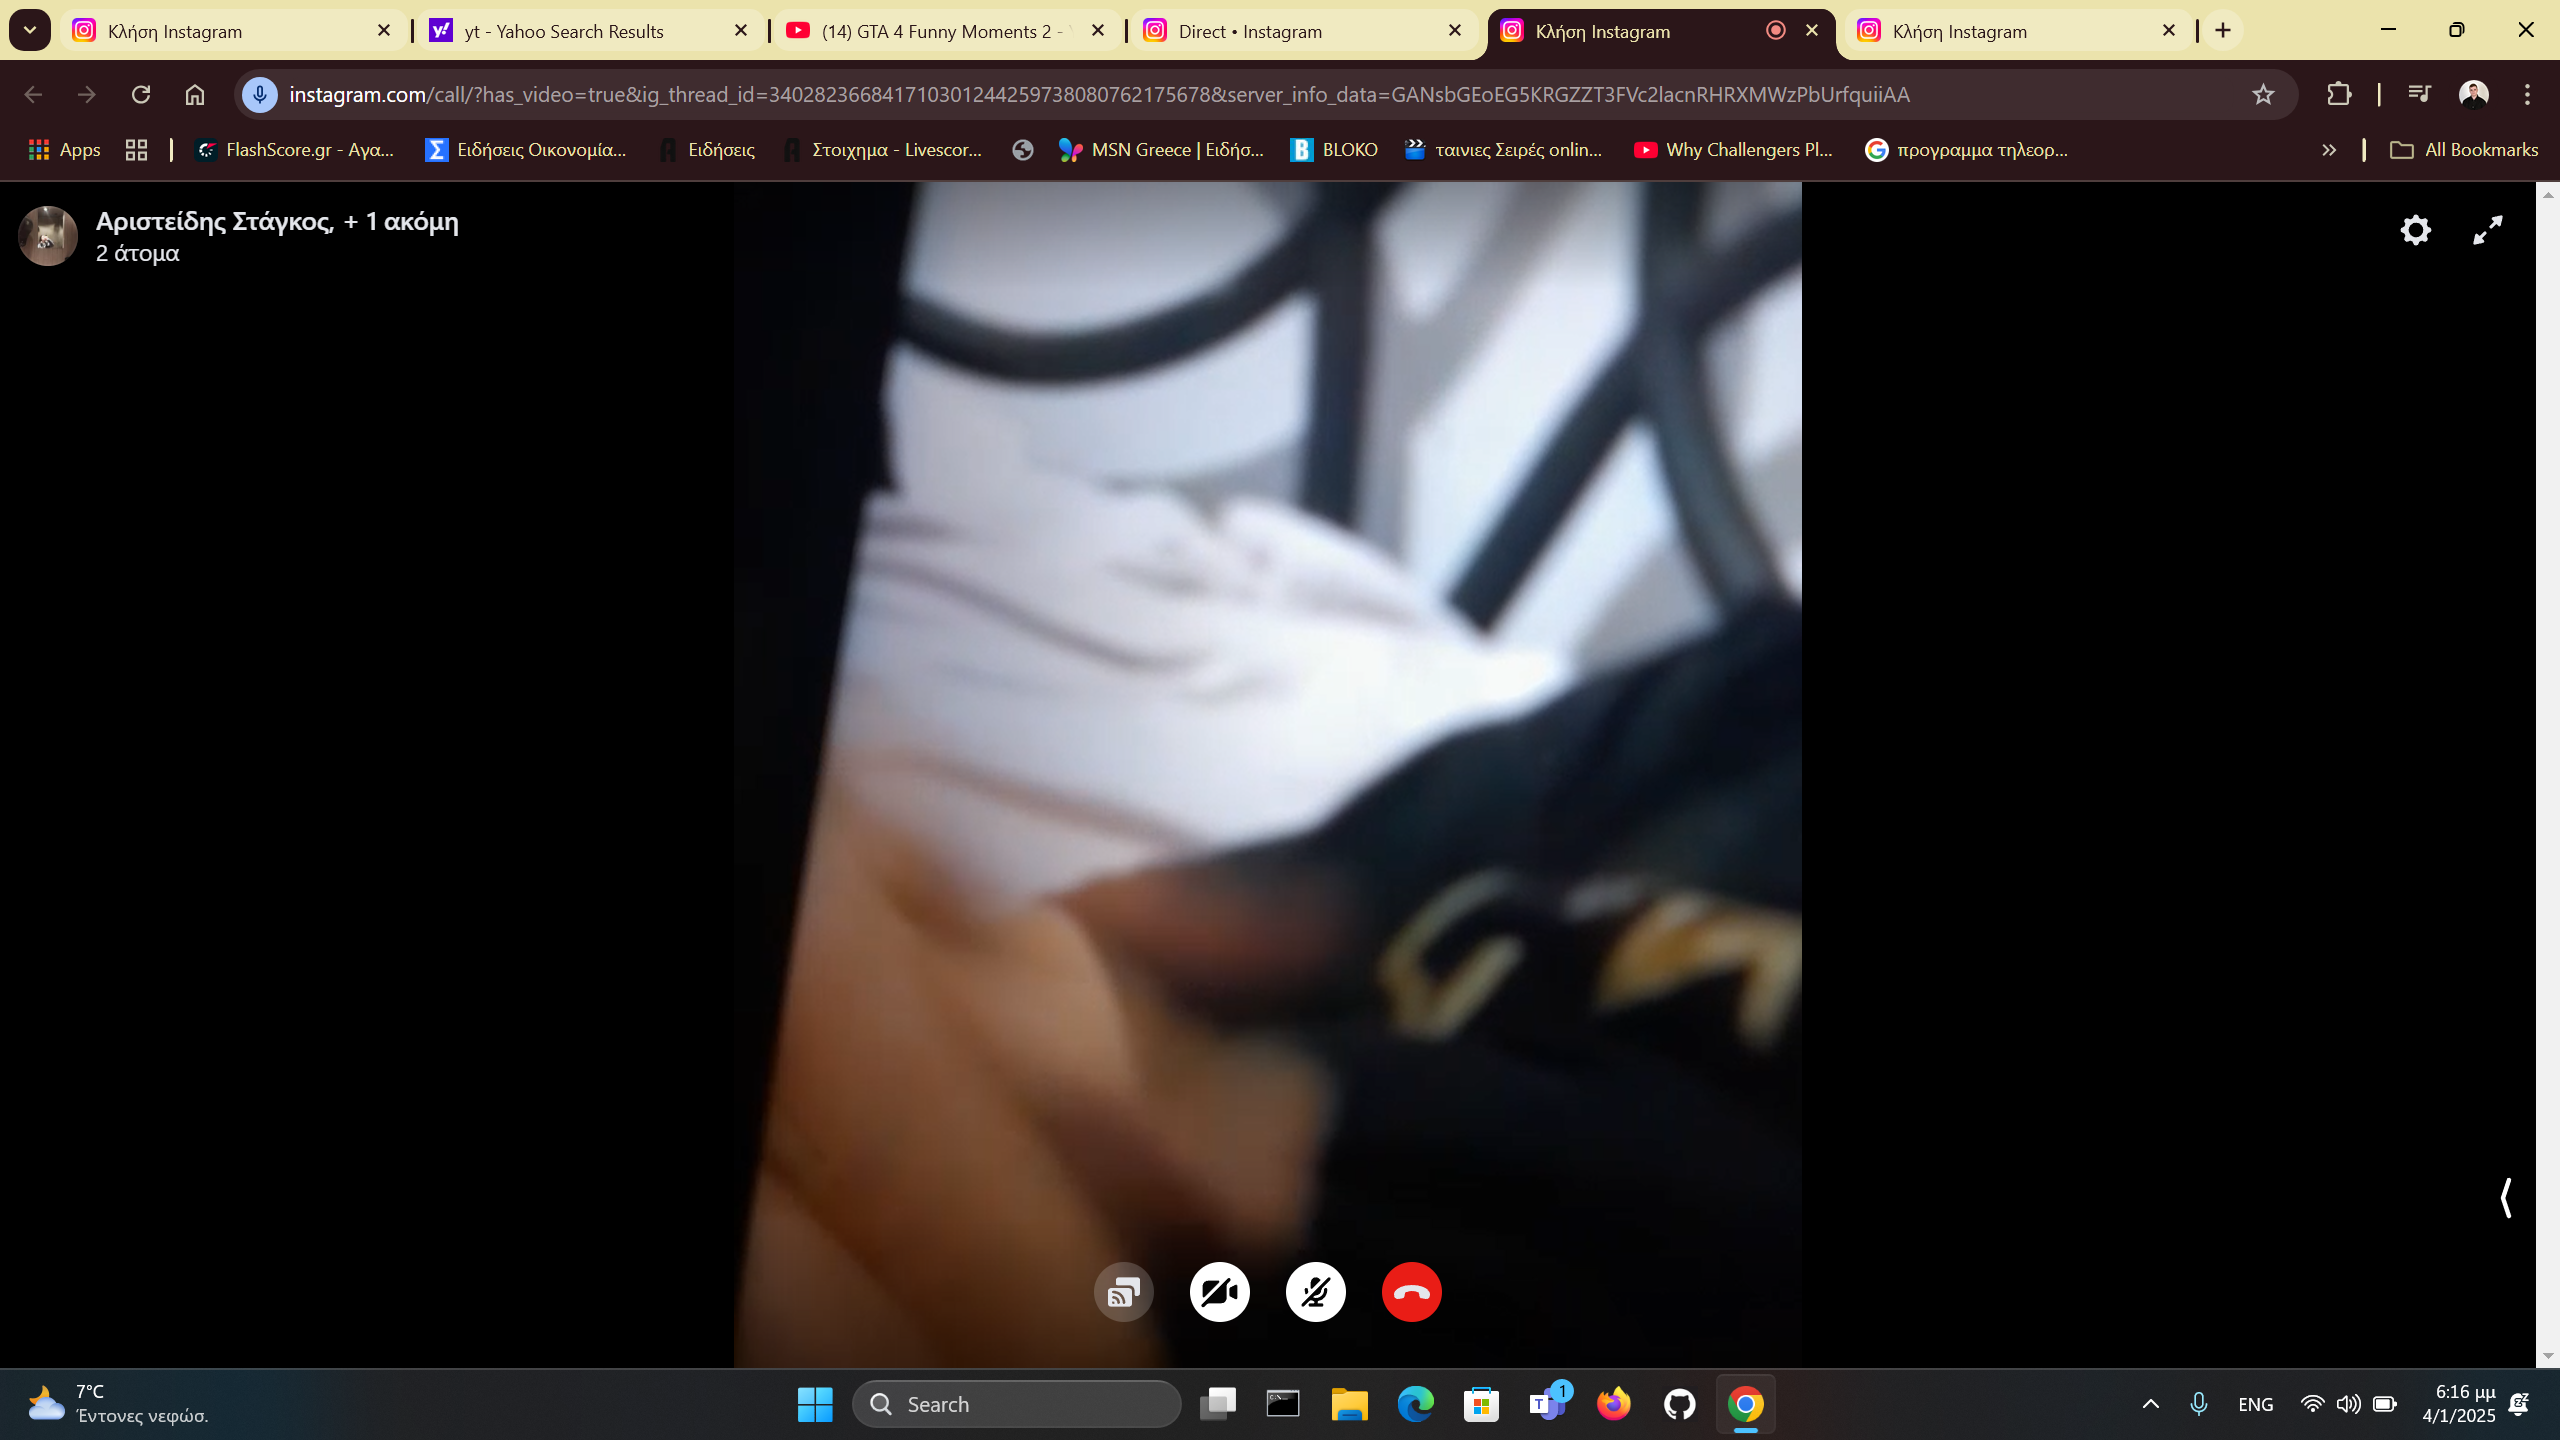 Κλήση Instagram
yt - Yahoo Search Results
(14) GTA 4 Funny Moments 2 -
Direct • Instagram
Κλήση Instagram
Κλήση Instagram
instagram.com/call/?has_video=true&ig_thread_id=340282366841710301244259738080762175678&server_info_data=GANsbGEoEG5KRGZZT3FVc2lacnRHRXMWzPbUrfquiiAA
Apps
FlashScore.gr - Αγα...
Ειδήσεις Οικονομία...
Ειδήσεις
Στοιχημα - Livescor...
MSN Greece | Ειδήσ...
BLOKO
ταινιες Σειρές onlin...
Why Challengers Pl...
προγραμμα τηλεορ...
All Bookmarks
Αριστείδης Στάγκος, + 1 ακόμη
2 άτομα
7°C
Έντονες νεφώσ.
Search
1
ENG
6:16 μμ
4/1/2025